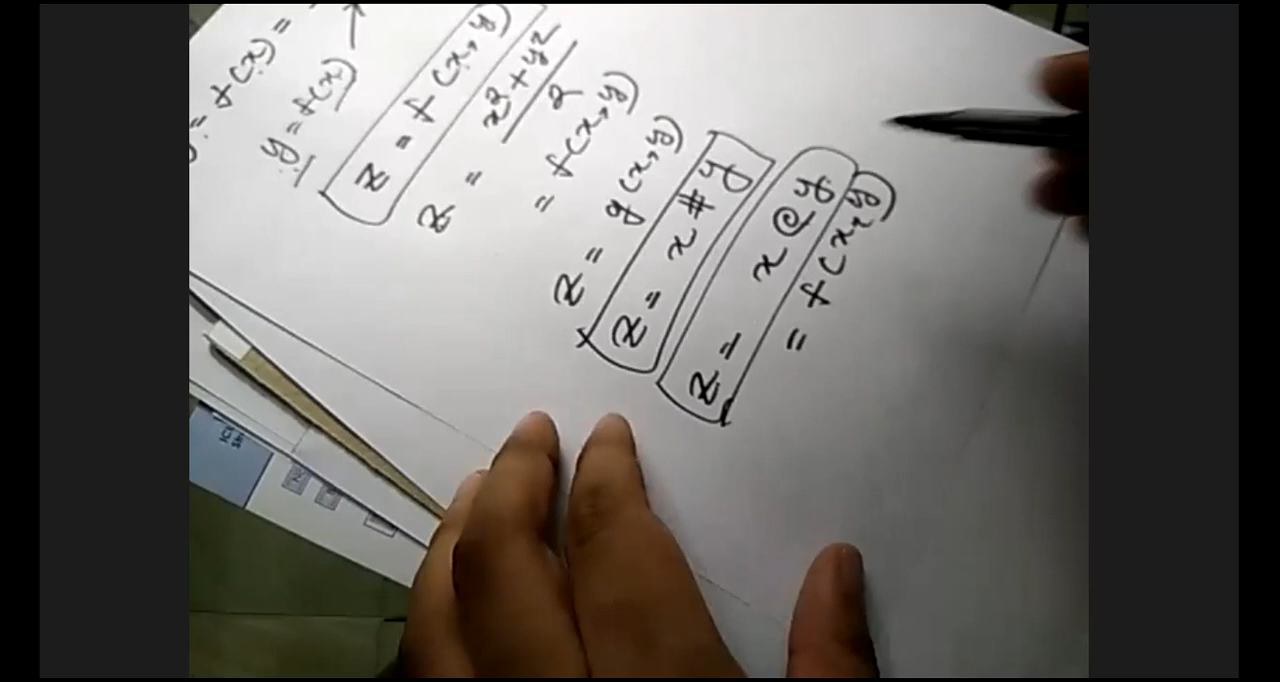 = f(x) =
y = f(x)
z = f(x, y)
z = x² + y² / 2
= f(x, y)
z = g(x, y)
z = x # y
z = x @ y
= f(x, y)